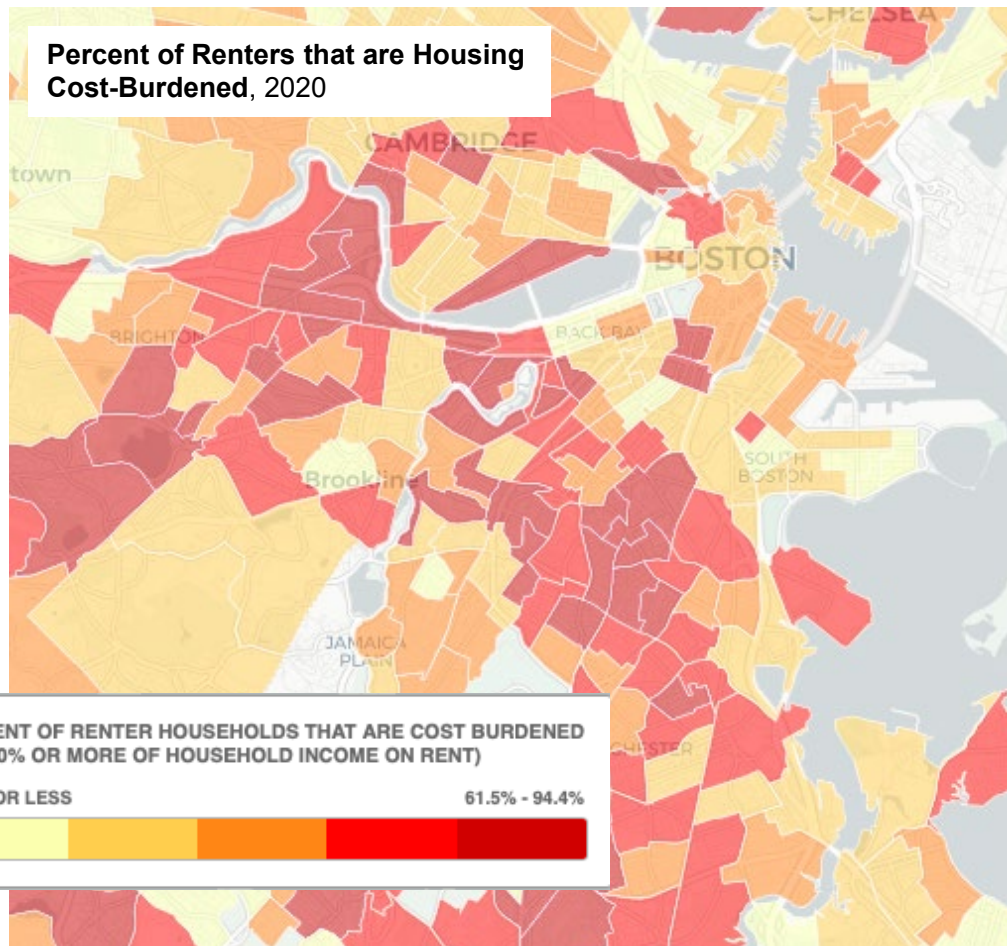 CHELSEA
Percent of Renters that are Housing
Cost-Burdened, 2020
CAMBRIDGE
town
BOSTON
BRIGHTON
BACK BAY
SOUTH
BOSTON
Brookline
JAMAICA
PLAIN
ENT OF RENTER HOUSEHOLDS THAT ARE COST BURDENED
0% OR MORE OF HOUSEHOLD INCOME ON RENT)
CHESTER
OR LESS 61.5% - 94.4%